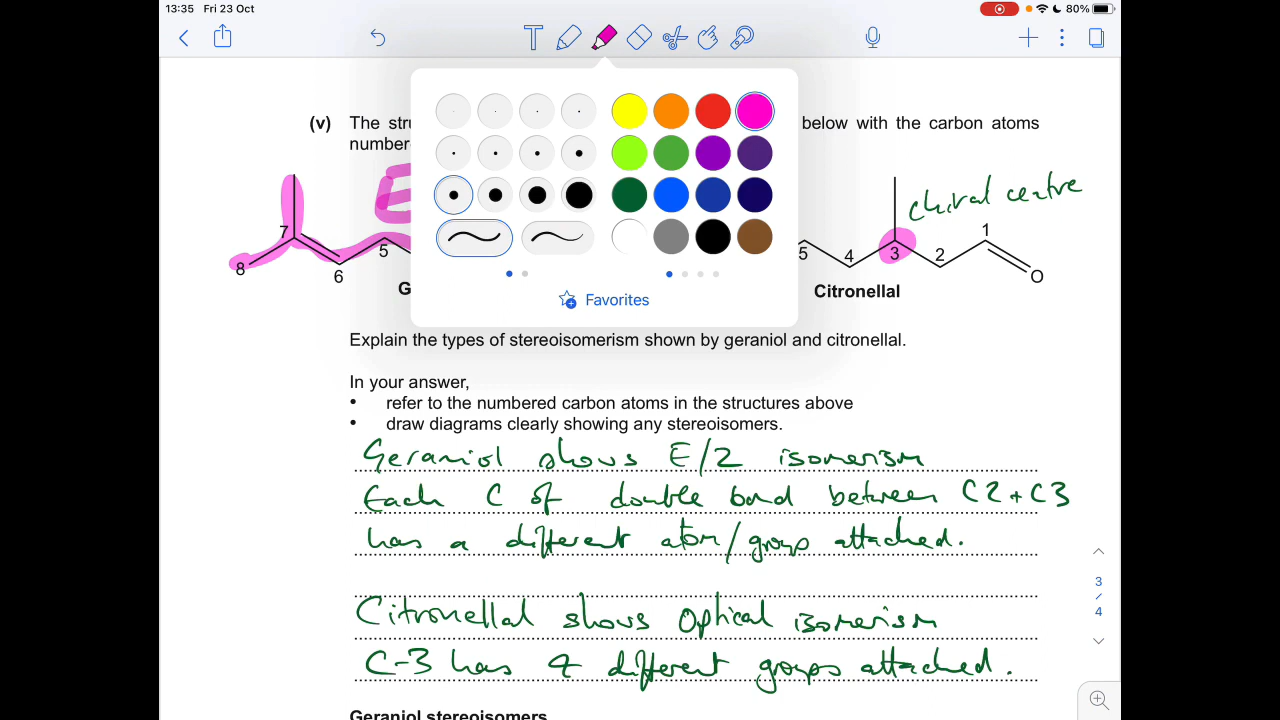 13:35 Fri 23 Oct
80%
T
(v) The stru below with the carbon atoms
number
chiral centre
E
7
8
6
5
G
5
4
3
2
1
O
Citronellal
Favorites
Explain the types of stereoisomerism shown by geraniol and citronellal.
In your answer,
• refer to the numbered carbon atoms in the structures above
• draw diagrams clearly showing any stereoisomers.
Geraniol shows E/Z isomerism
Each C of double bond between C2 + C3
has a different atom/group attached.
Citronellal shows Optical isomerism
C-3 has 4 different groups attached.
3
/
4
Geraniol stereoisomers